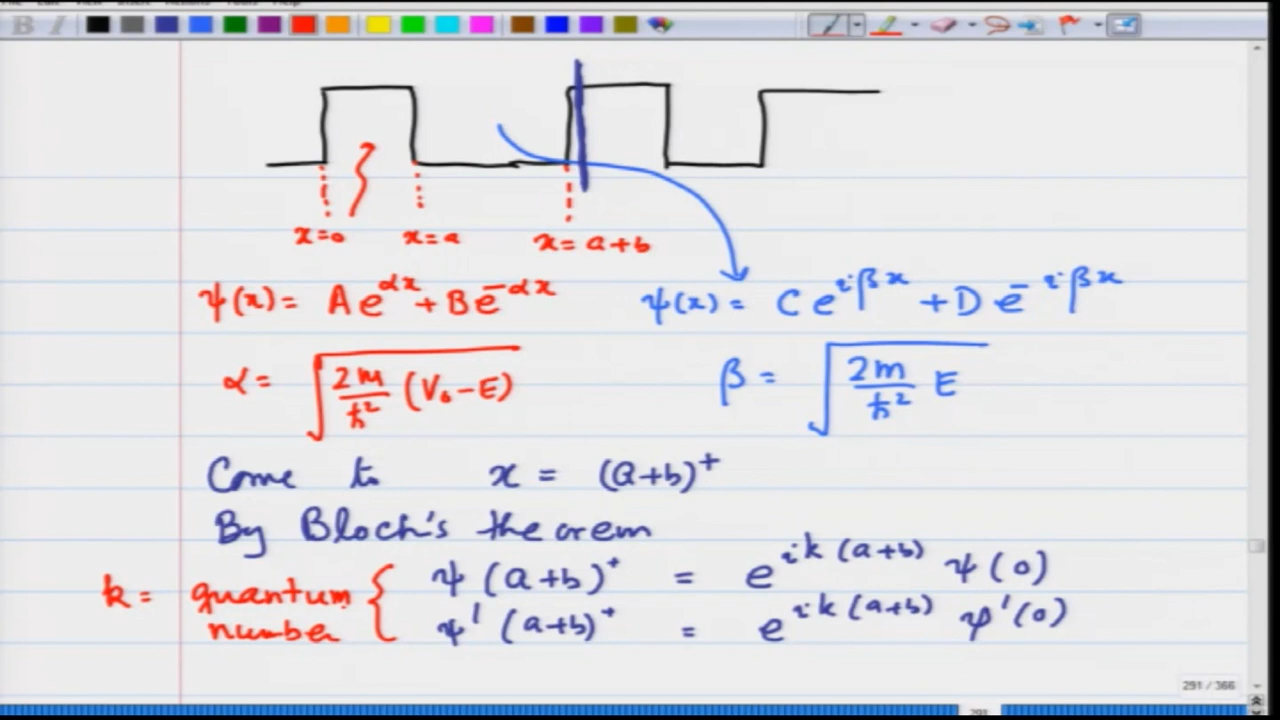 x=0 x=a x= a+b
ψ(x)= Ae^{αx}+Be^{-αx} ψ(x)= Ce^{iβx}+De^{-iβx}
α= √(2m/ħ² (V₀-E)) β= √(2m/ħ² E)
Come to x = (a+b)⁺
By Bloch's theorem
k= quantum number { ψ(a+b)⁺ = e^{ik(a+b)} ψ(0)
ψ'(a+b)⁺ = e^{ik(a+b)} ψ'(0)
291 / 366